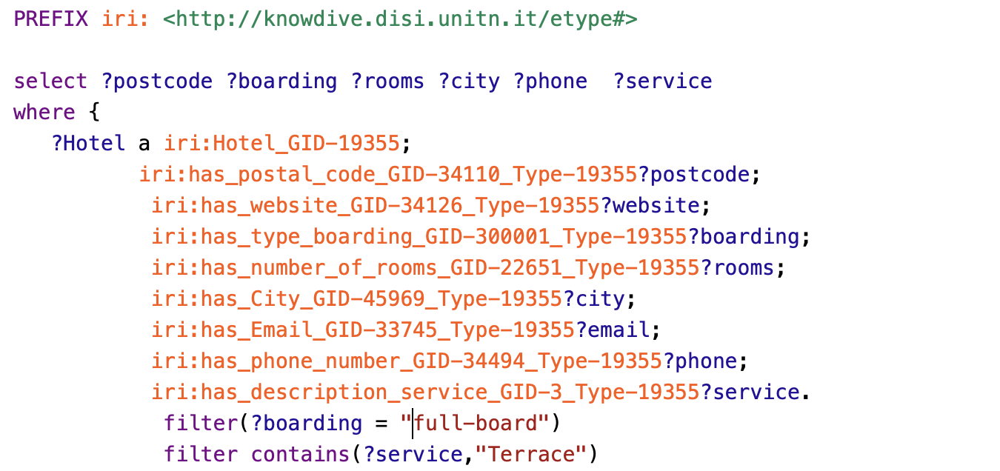 PREFIX iri: <http://knowdive.disi.unitn.it/etype#>
select ?postcode ?boarding ?rooms ?city ?phone  ?service
where {
?Hotel a iri:Hotel_GID-19355;
iri:has_postal_code_GID-34110_Type-19355?postcode;
iri:has_website_GID-34126_Type-19355?website;
iri:has_type_boarding_GID-300001_Type-19355?boarding;
iri:has_number_of_rooms_GID-22651_Type-19355?rooms;
iri:has_City_GID-45969_Type-19355?city;
iri:has_Email_GID-33745_Type-19355?email;
iri:has_phone_number_GID-34494_Type-19355?phone;
iri:has_description_service_GID-3_Type-19355?service.
filter(?boarding = "full-board")
filter contains(?service,"Terrace")